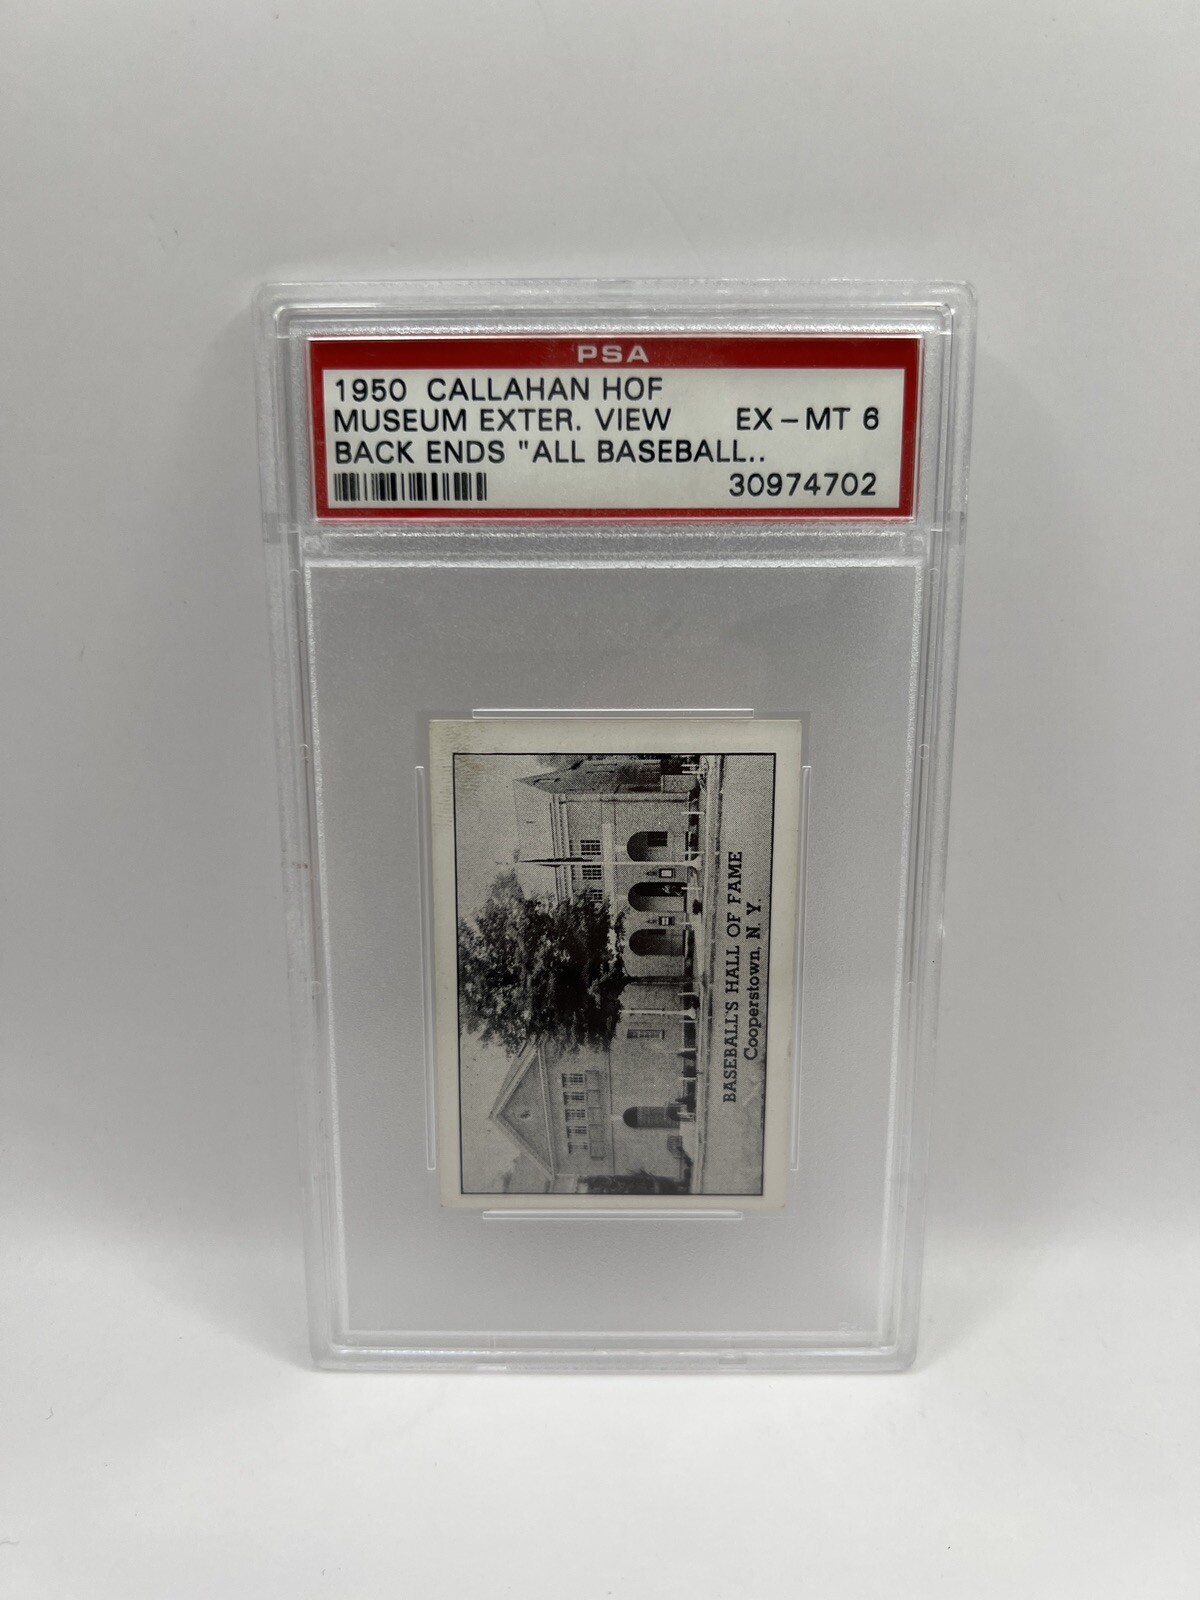 PSA
1950 CALLAHAN HOF
MUSEUM EXTER. VIEW EX-MT 6
BACK ENDS "ALL BASEBALL..
30974702
BASEBALL'S HALL OF FAME
Cooperstown, N. Y.